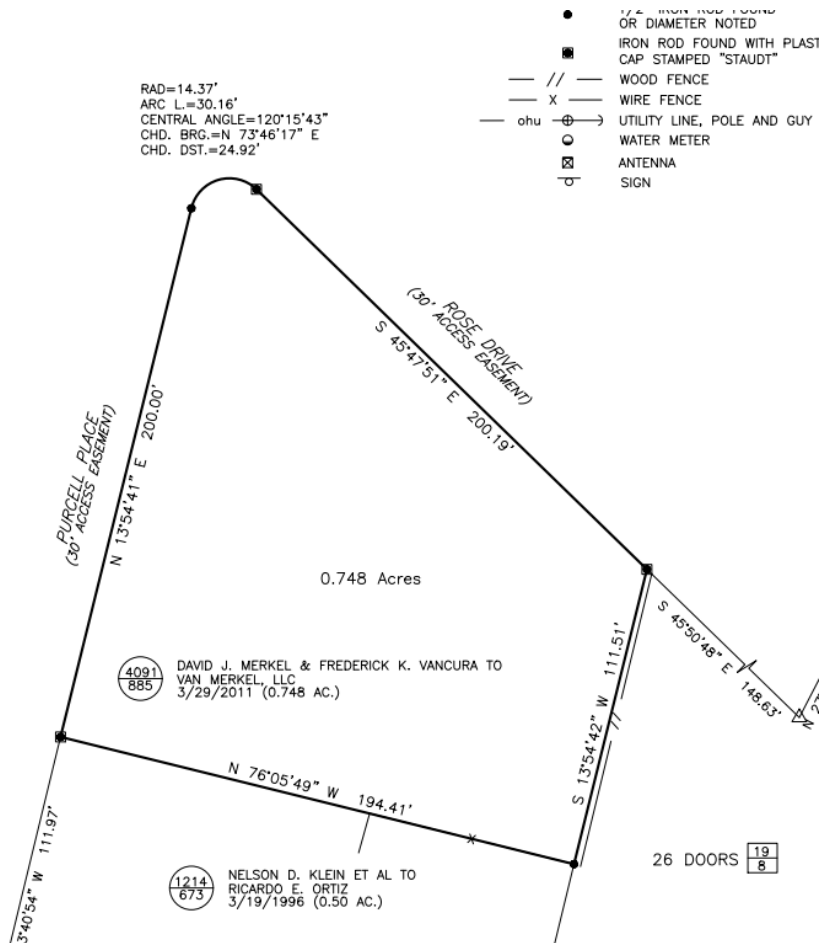 OR DIAMETER NOTED
IRON ROD FOUND WITH PLAST
CAP STAMPED "STAUDT"
WOOD FENCE
WIRE FENCE
ohu
UTILITY LINE, POLE AND GUY
WATER METER
ANTENNA
SIGN
RAD=14.37'
ARC L.=30.16'
CENTRAL ANGLE=120°15'43"
CHD. BRG.=N 73°46'17" E
CHD. DST.=24.92'
ROSE DRIVE
(30' ACCESS EASEMENT)
S 45°47'51" E 200.19'
PURCELL PLACE
(30' ACCESS EASEMENT)
N 13°54'41" E 200.00'
0.748 Acres
4091
885
DAVID J. MERKEL & FREDERICK K. VANCURA TO
VAN MERKEL, LLC
3/29/2011 (0.748 AC.)
S 13°54'42" W 111.51'
S 45°50'48" E 148.63'
N 76°05'49" W 194.41'
1214
673
NELSON D. KLEIN ET AL TO
RICARDO E. ORTIZ
3/19/1996 (0.50 AC.)
26 DOORS
19
8
3°40'54" W 111.97'